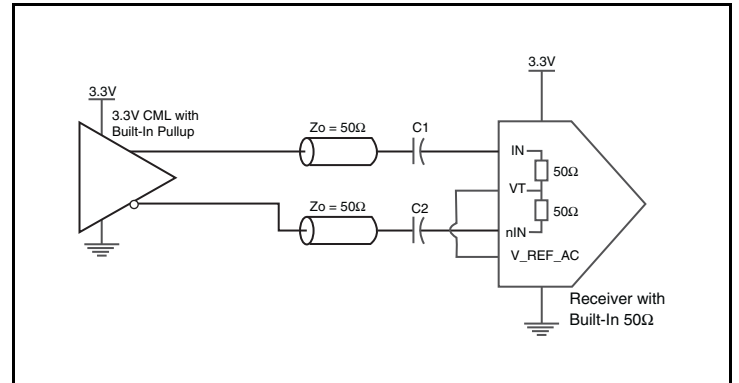 3.3V
3.3V
3.3V CML with
Built-In Pullup
Zo = 50Ω
C1
IN
50Ω
VT
Zo = 50Ω
C2
50Ω
nIN
V_REF_AC
Receiver with
Built-In 50Ω